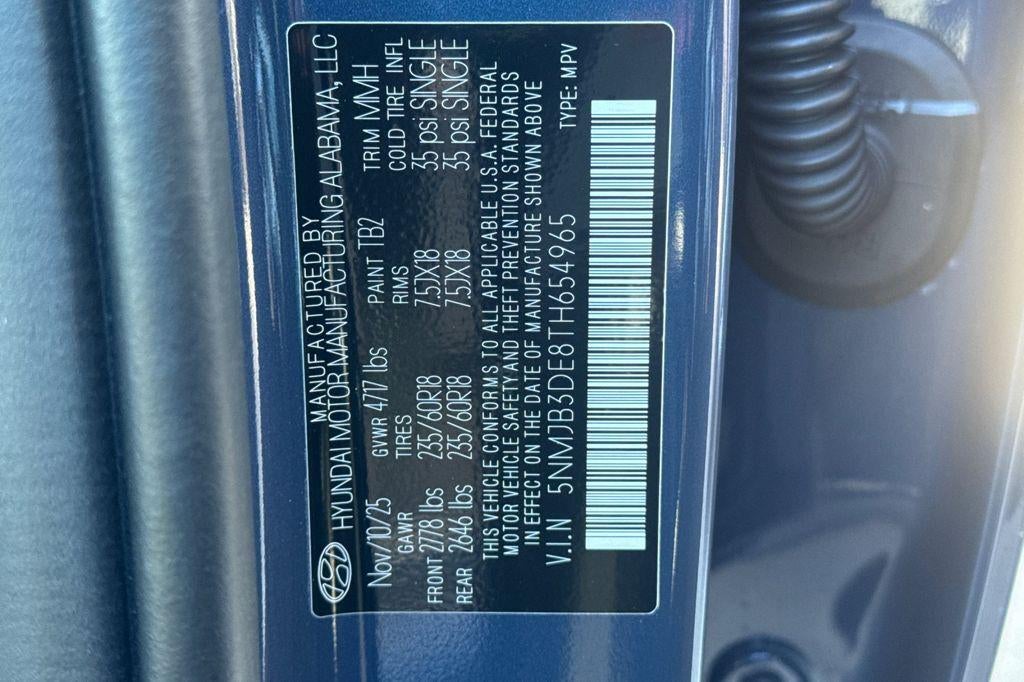 MANUFACTURED BY
HYUNDAI MOTOR MANUFACTURING ALABAMA, LLC
Nov/10/25 GVWR 4717 lbs PAINT TB2 TRIM MMH
GAWR TIRES RIMS COLD TIRE INFL
FRONT 2778 lbs 235/60R18 7.5JX18 35 psi SINGLE
REAR 2646 lbs 235/60R18 7.5JX18 35 psi SINGLE
THIS VEHICLE CONFORMS TO ALL APPLICABLE U.S.A. FEDERAL
MOTOR VEHICLE SAFETY AND THEFT PREVENTION STANDARDS
IN EFFECT ON THE DATE OF MANUFACTURE SHOWN ABOVE
V.I.N 5NMJB3DE8TH654965 TYPE: MPV